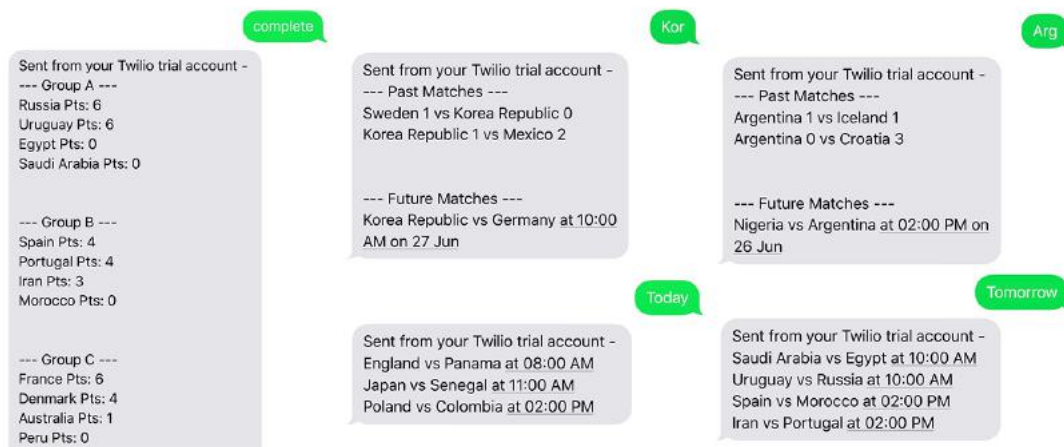 complete
Sent from your Twilio trial account -
--- Group A ---
Russia Pts: 6
Uruguay Pts: 6
Egypt Pts: 0
Saudi Arabia Pts: 0
--- Group B ---
Spain Pts: 4
Portugal Pts: 4
Iran Pts: 3
Morocco Pts: 0
--- Group C ---
France Pts: 6
Denmark Pts: 4
Australia Pts: 1
Peru Pts: 0
Kor
Sent from your Twilio trial account -
--- Past Matches ---
Sweden 1 vs Korea Republic 0
Korea Republic 1 vs Mexico 2
--- Future Matches ---
Korea Republic vs Germany at 10:00
AM on 27 Jun
Arg
Sent from your Twilio trial account -
--- Past Matches ---
Argentina 1 vs Iceland 1
Argentina 0 vs Croatia 3
--- Future Matches ---
Nigeria vs Argentina at 02:00 PM on
26 Jun
Today
Sent from your Twilio trial account -
England vs Panama at 08:00 AM
Japan vs Senegal at 11:00 AM
Poland vs Colombia at 02:00 PM
Tomorrow
Sent from your Twilio trial account -
Saudi Arabia vs Egypt at 10:00 AM
Uruguay vs Russia at 10:00 AM
Spain vs Morocco at 02:00 PM
Iran vs Portugal at 02:00 PM